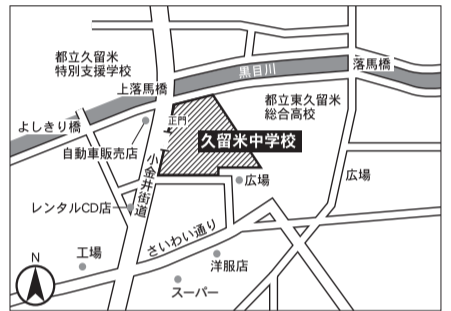 都立久留米
特別支援学校
上落馬橋
黒目川
落馬橋
都立東久留米
総合高校
よしきり橋
正門
久留米中学校
自動車販売店
小金井街道
広場
広場
レンタルCD店
さいわい通り
工場
洋服店
スーパー
N